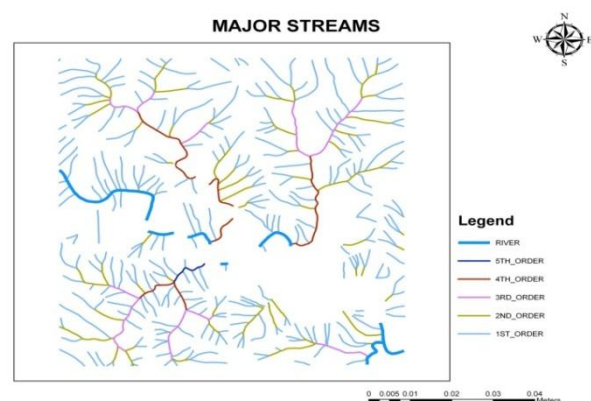 MAJOR STREAMS
N
W E
S
Legend
RIVER
5TH_ORDER
4TH_ORDER
3RD_ORDER
2ND_ORDER
1ST_ORDER
0 0.005 0.01 0.02 0.03 0.04
Meters